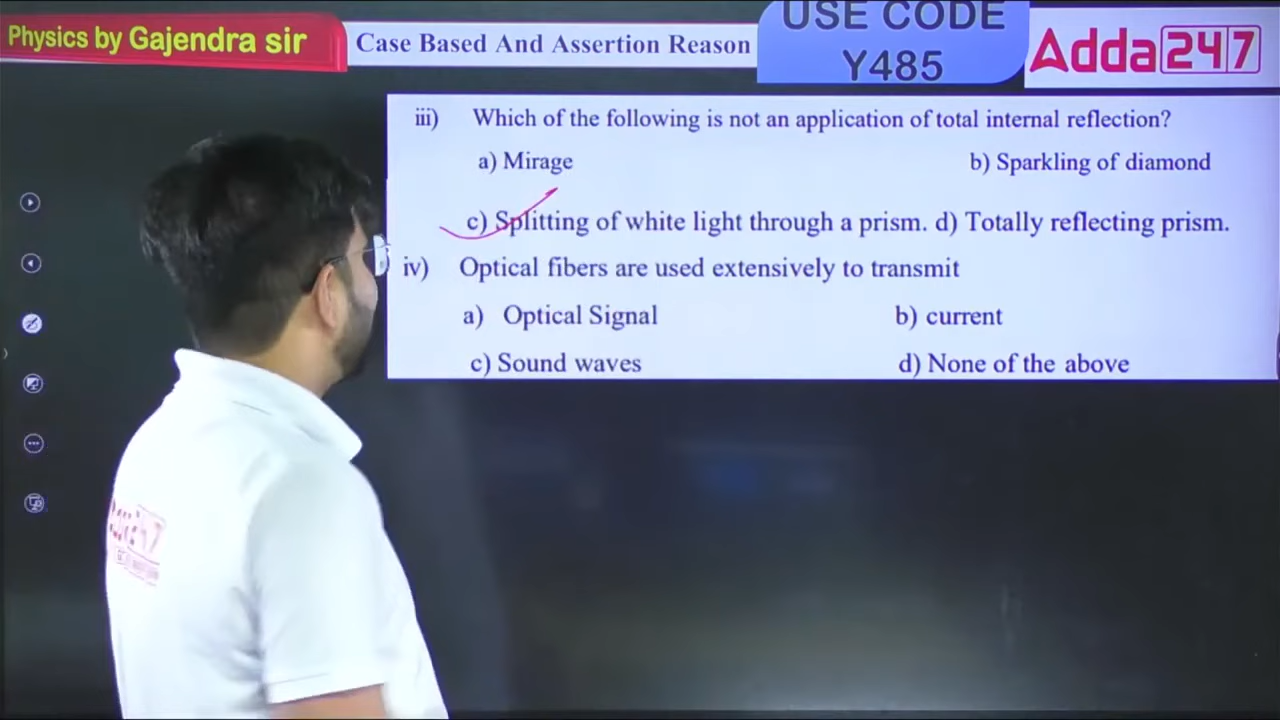 Physics by Gajendra sir
Case Based And Assertion Reason
USE CODE
Y485
Adda247
iii) Which of the following is not an application of total internal reflection?
a) Mirage b) Sparkling of diamond
c) Splitting of white light through a prism. d) Totally reflecting prism.
iv) Optical fibers are used extensively to transmit
a) Optical Signal b) current
c) Sound waves d) None of the above